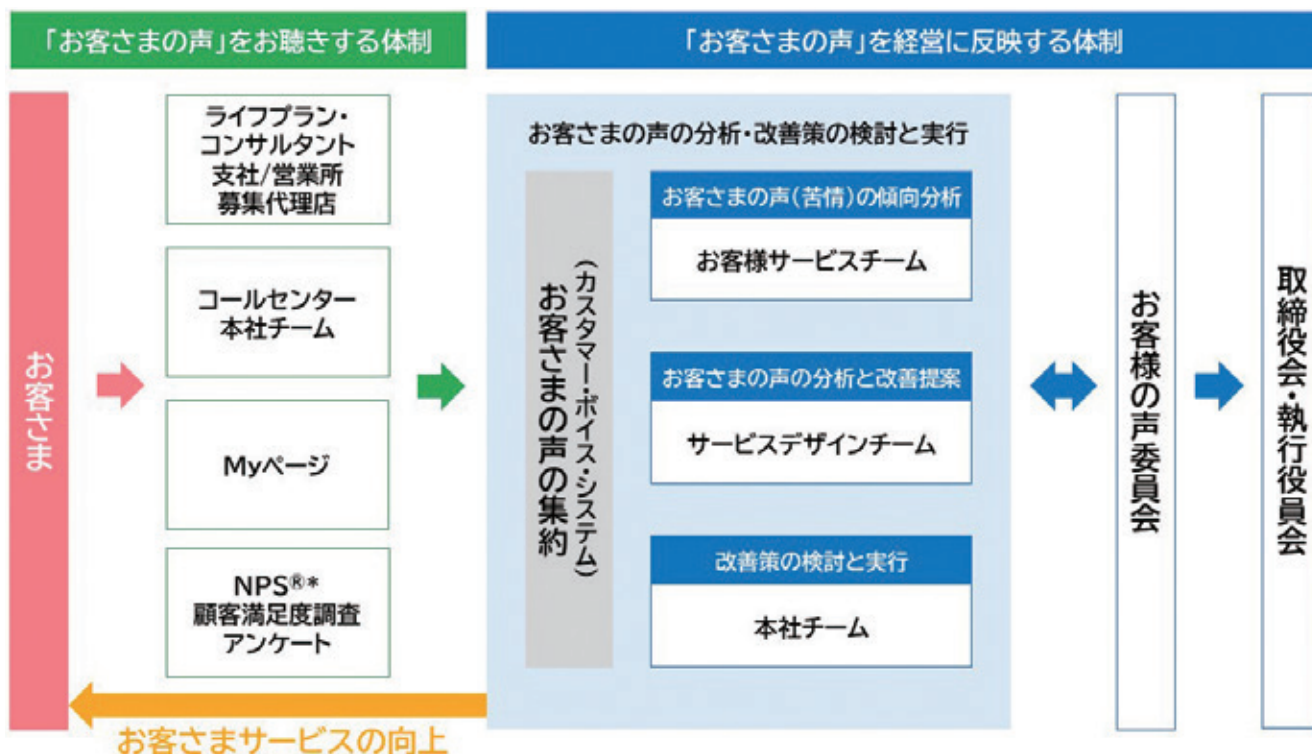 「お客さまの声」をお聴きする体制
「お客さまの声」を経営に反映する体制
お客さま
ライフプラン・
コンサルタント
支社/営業所
募集代理店
コールセンター
本社チーム
Myページ
NPS®*
顧客満足度調査
アンケート
お客さまの声の分析・改善策の検討と実行
お客さまの声の集約
(カスタマー・ボイス・システム)
お客さまの声(苦情)の傾向分析
お客様サービスチーム
お客さまの声の分析と改善提案
サービスデザインチーム
改善策の検討と実行
本社チーム
お客様の声委員会
取締役会・執行役員会
お客さまサービスの向上